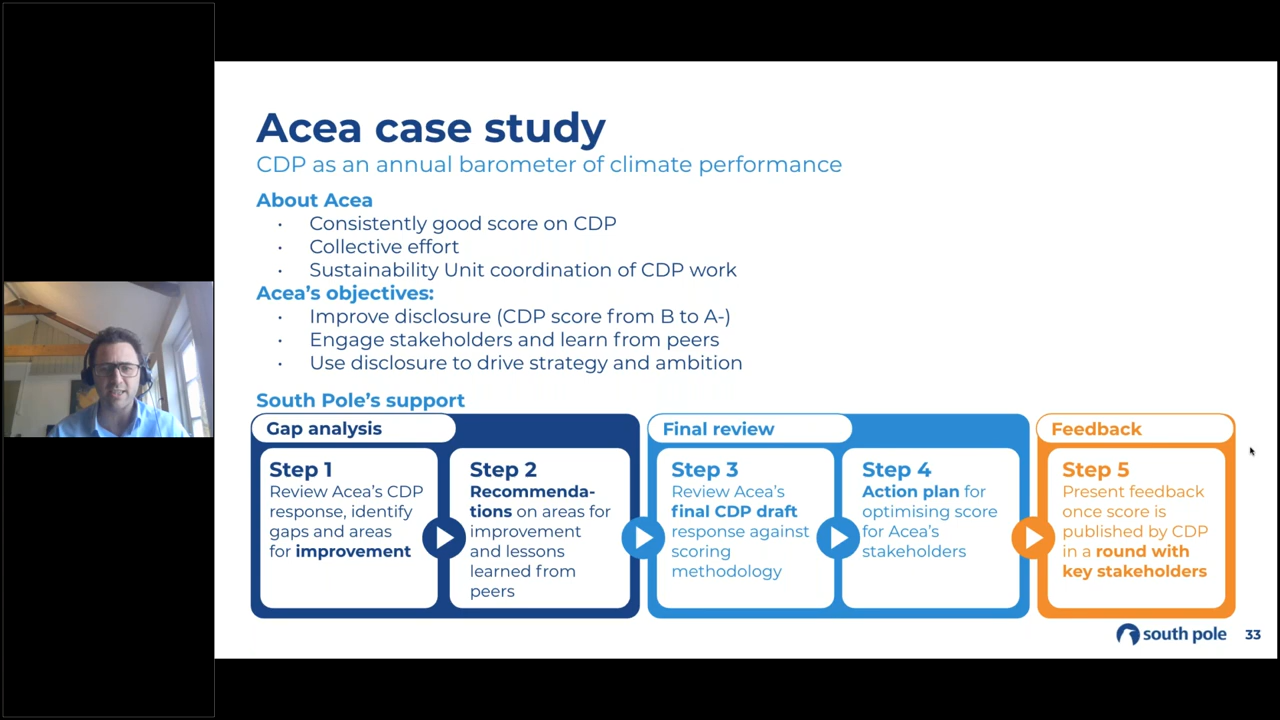 Acea case study
CDP as an annual barometer of climate performance
About Acea
· Consistently good score on CDP
· Collective effort
· Sustainability Unit coordination of CDP work
Acea's objectives:
· Improve disclosure (CDP score from B to A-)
· Engage stakeholders and learn from peers
· Use disclosure to drive strategy and ambition
South Pole's support
Gap analysis
Step 1
Review Acea's CDP
response, identify
gaps and areas
for improvement
Step 2
Recommenda-
tions on areas for
improvement
and lessons
learned from
peers
Final review
Step 3
Review Acea's
final CDP draft
response against
scoring
methodology
Step 4
Action plan for
optimising score
for Acea's
stakeholders
Feedback
Step 5
Present feedback
once score is
published by CDP
in a round with
key stakeholders
south pole
33